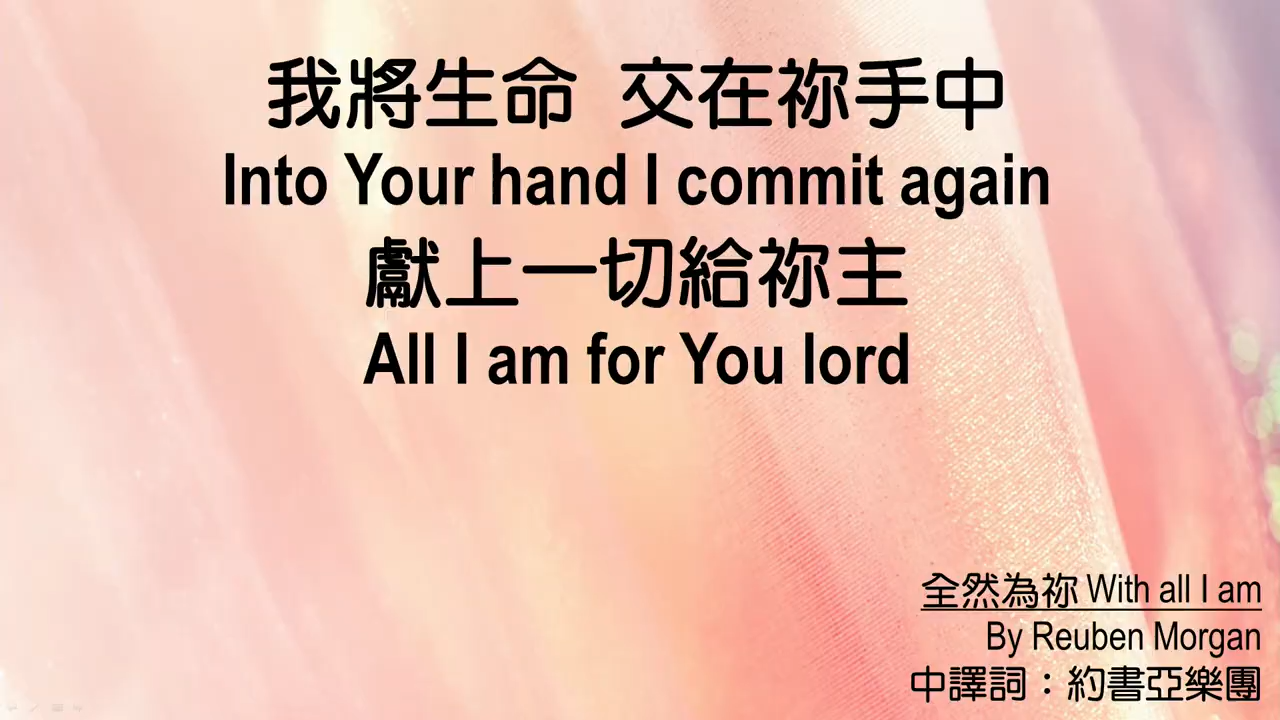 我將生命 交在祢手中
Into Your hand I commit again
獻上一切給祢主
All I am for You lord
全然為祢 With all I am
By Reuben Morgan
中譯詞：約書亞樂團